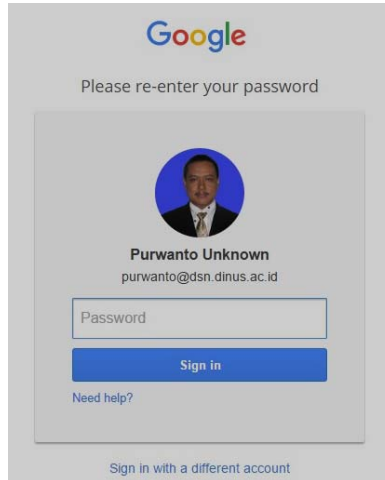 Google
Please re-enter your password
Purwanto Unknown
purwanto@dsn.dinus.ac.id
Password
Sign in
Need help?
Sign in with a different account